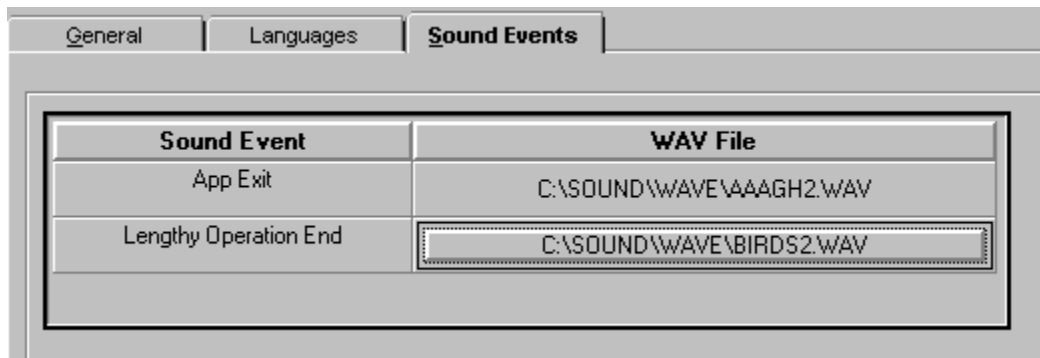 General Languages Sound Events
Sound Event WAV File
App Exit C:\SOUND\WAVE\AAAGH2.WAV
Lengthy Operation End C:\SOUND\WAVE\BIRDS2.WAV